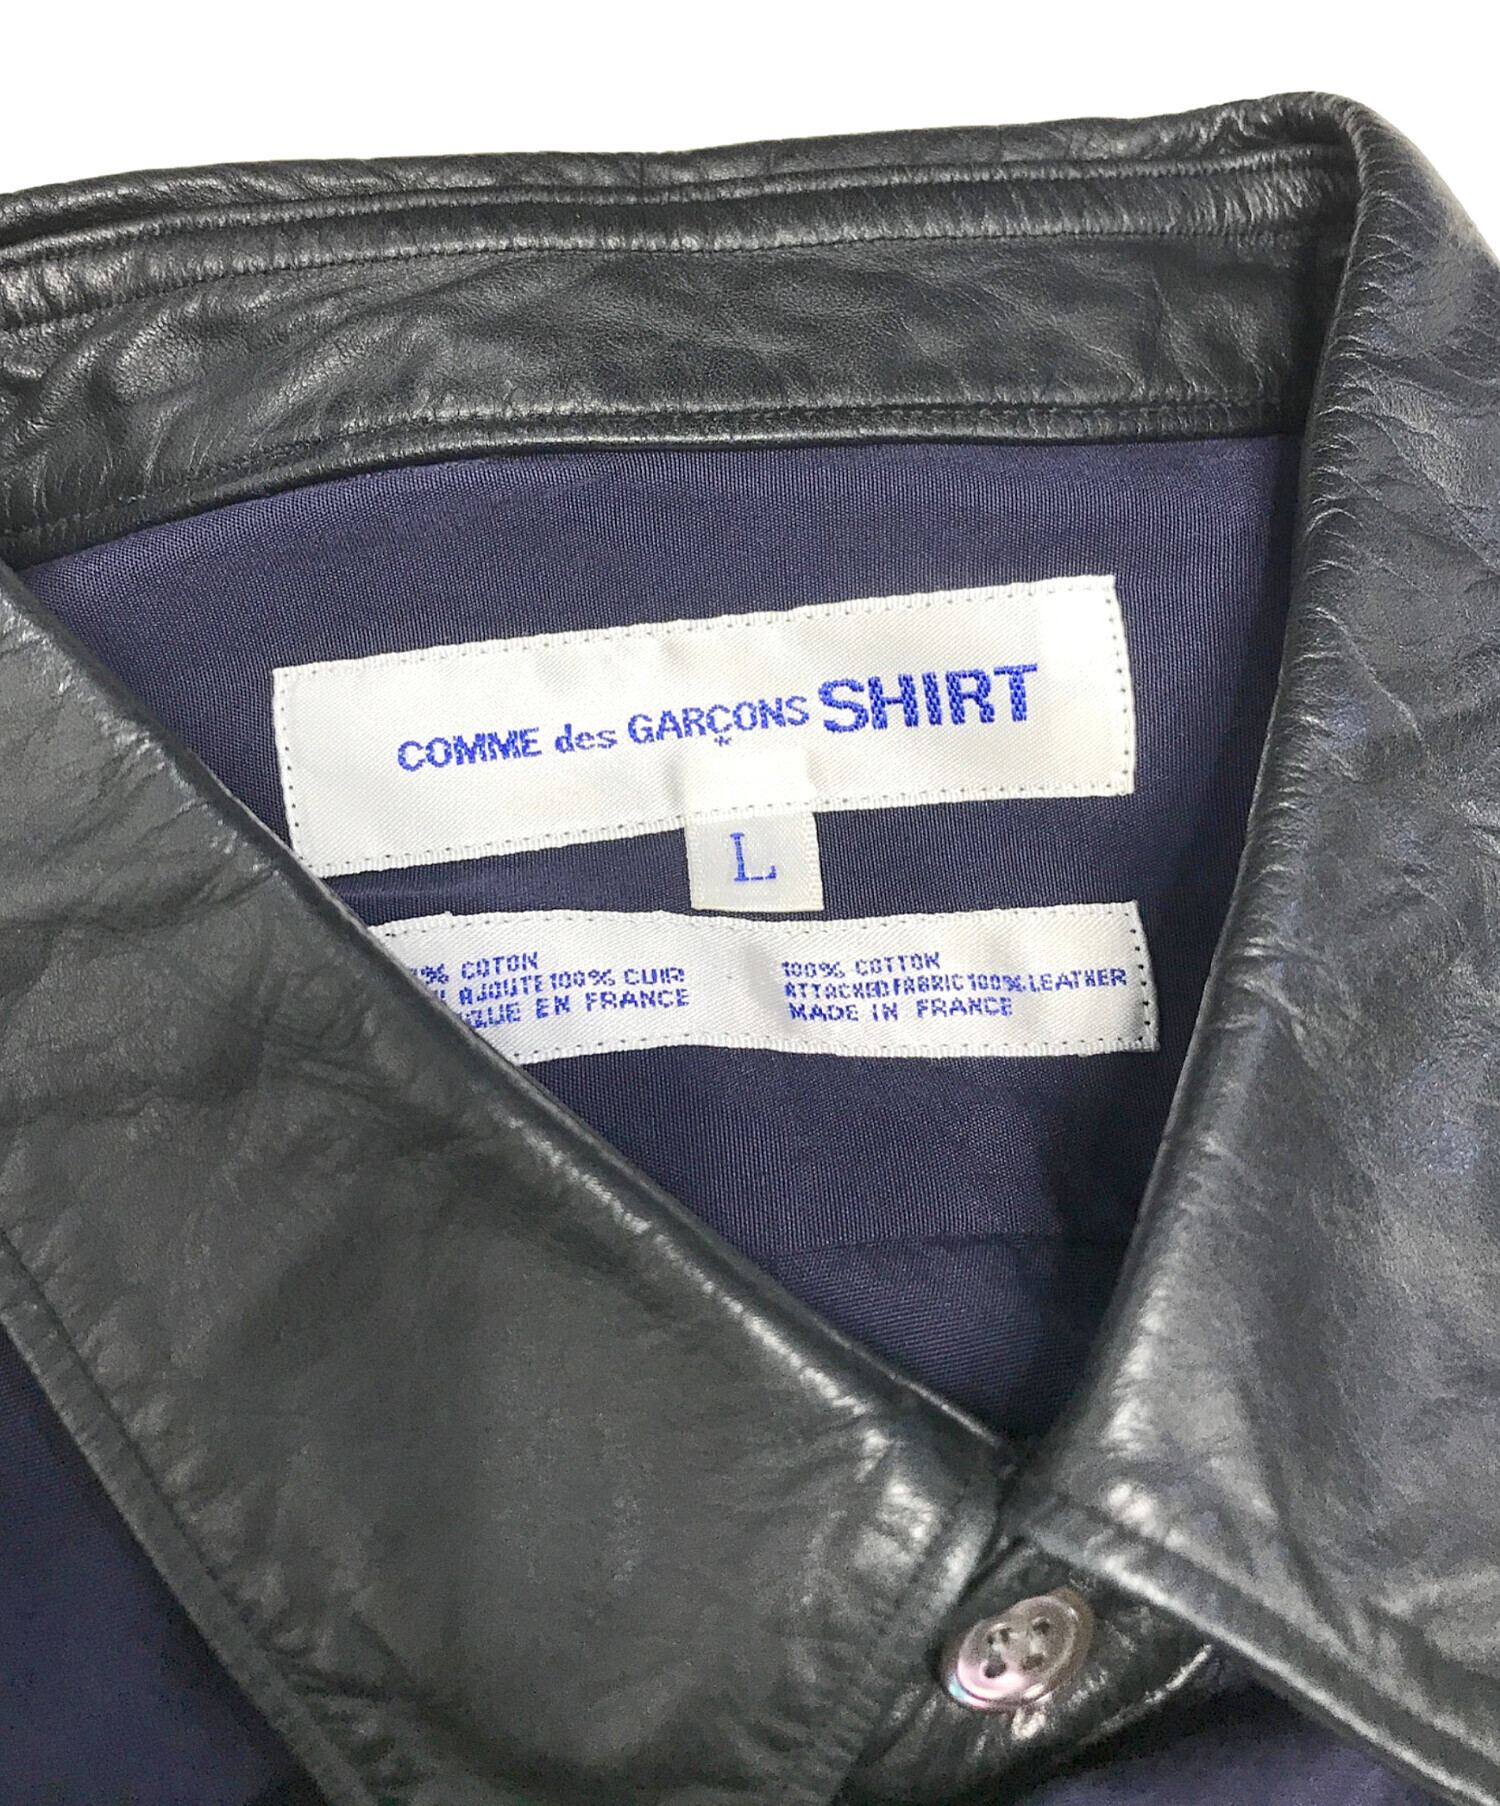 COMME des GARÇONS SHIRT
*
L
% COTON
AJOUTE 100% CUIR
EN FRANCE
100% COTTON
ATTACHED FABRIC 100% LEATHER
MADE IN FRANCE